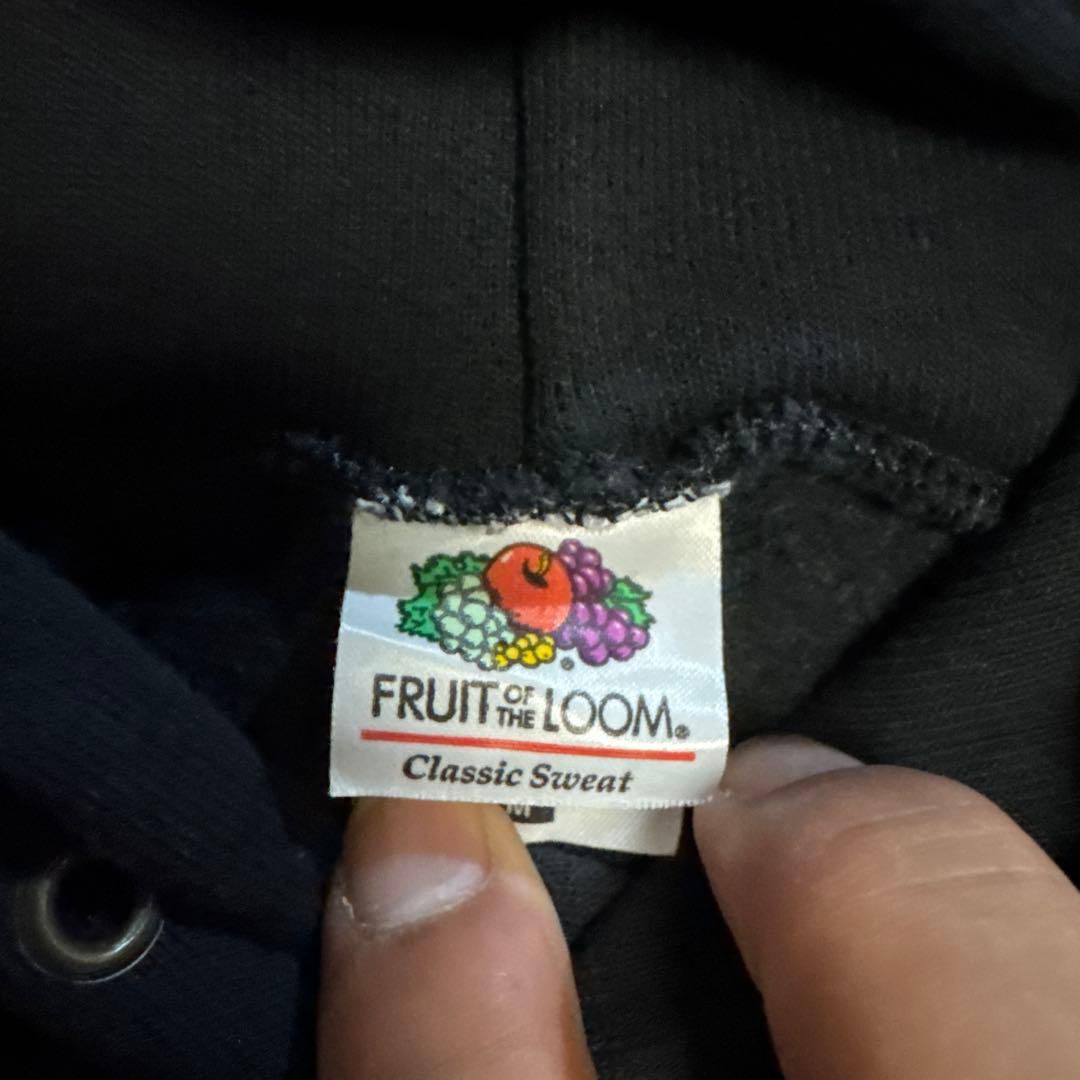 FRUIT OF THE LOOM®
Classic Sweat
M